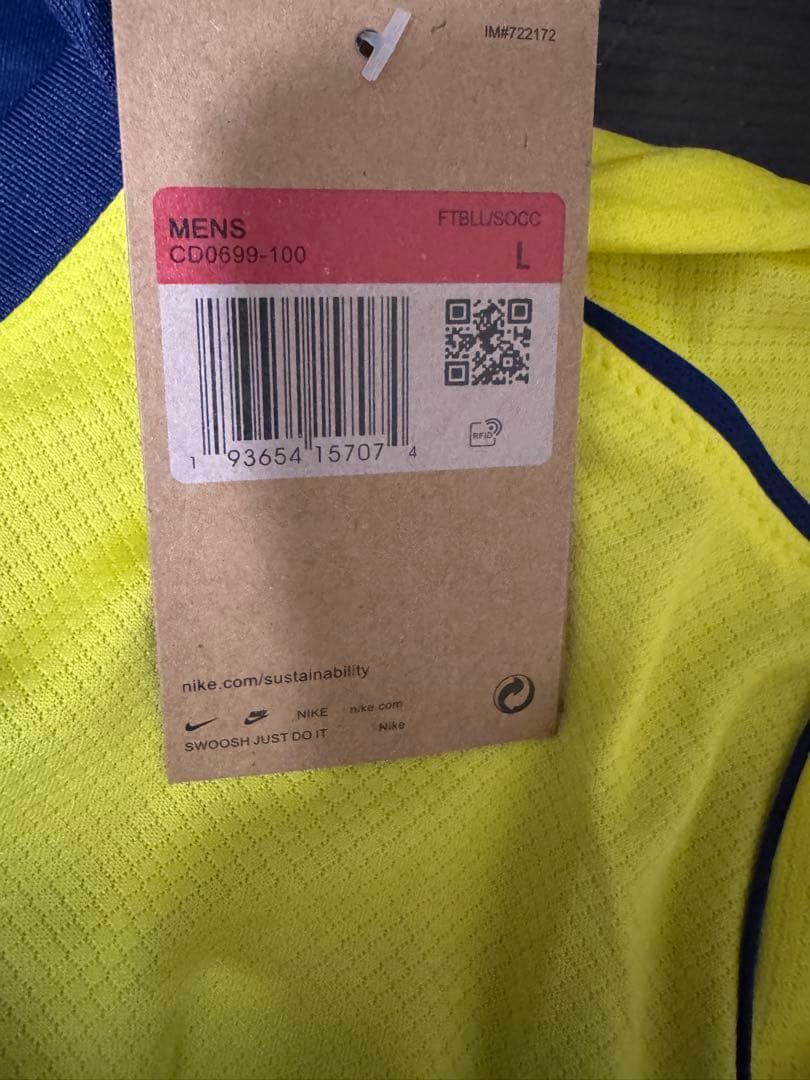 IM#722172
MENS
FTBLL/SOCC
CD0699-100
L
1 93654 15707 4
RFID
nike.com/sustainability
NIKE nike.com
SWOOSH JUST DO IT Nike